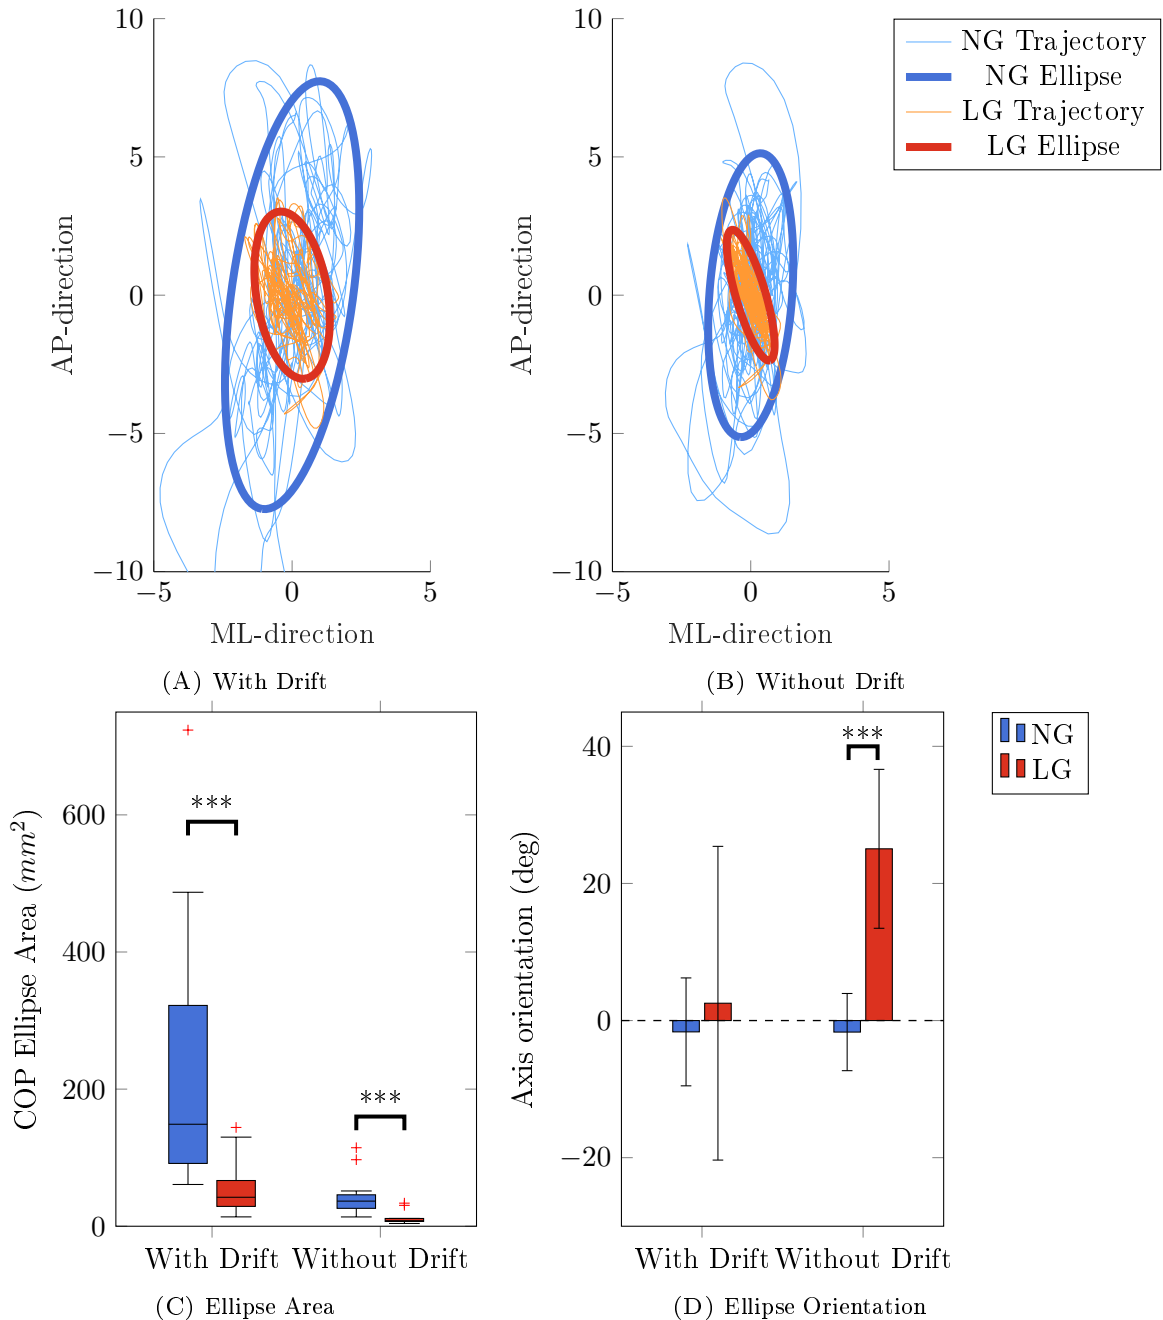 10
5
0
−5
−10
−5
0
5
AP-direction
ML-direction
(A) With Drift
10
5
0
−5
−10
−5
0
5
AP-direction
ML-direction
(B) Without Drift
NG Trajectory
NG Ellipse
LG Trajectory
LG Ellipse
600
400
200
0
COP Ellipse Area (mm²)
***
***
With Drift
Without Drift
(C) Ellipse Area
40
20
0
−20
Axis orientation (deg)
***
With Drift
Without Drift
(D) Ellipse Orientation
NG
LG